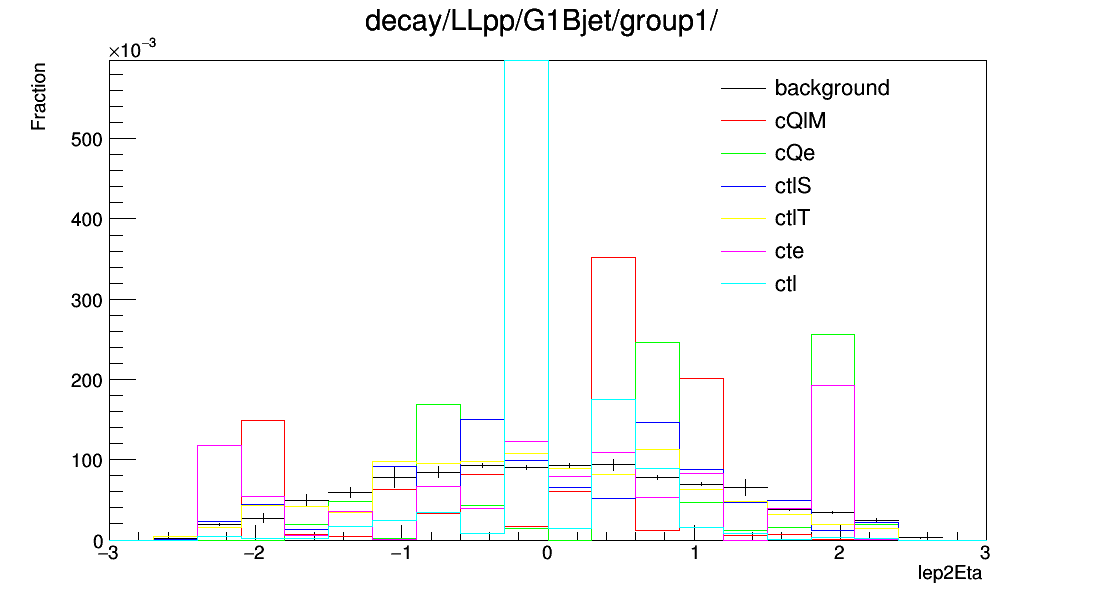 decay/LLpp/G1Bjet/group1/
×10⁻³
Fraction
background
cQlM
cQe
ctlS
ctlT
cte
ctl
500
400
300
200
100
0
−3 −2 −1 0 1 2 3
lep2Eta